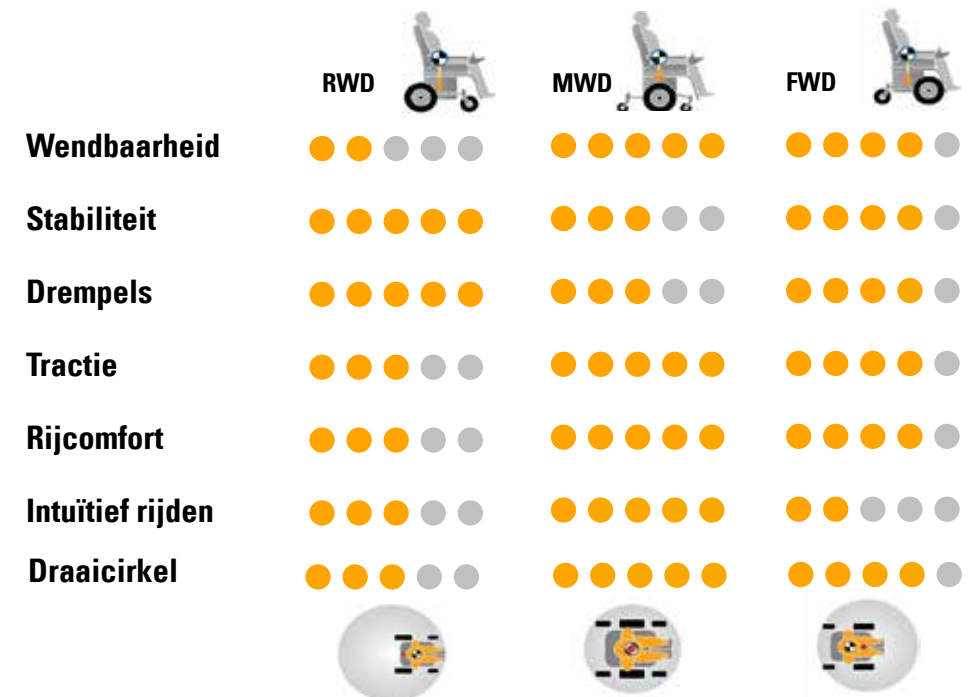 RWD MWD FWD
Wendbaarheid
Stabiliteit
Drempels
Tractie
Rijcomfort
Intuïtief rijden
Draaicirkel